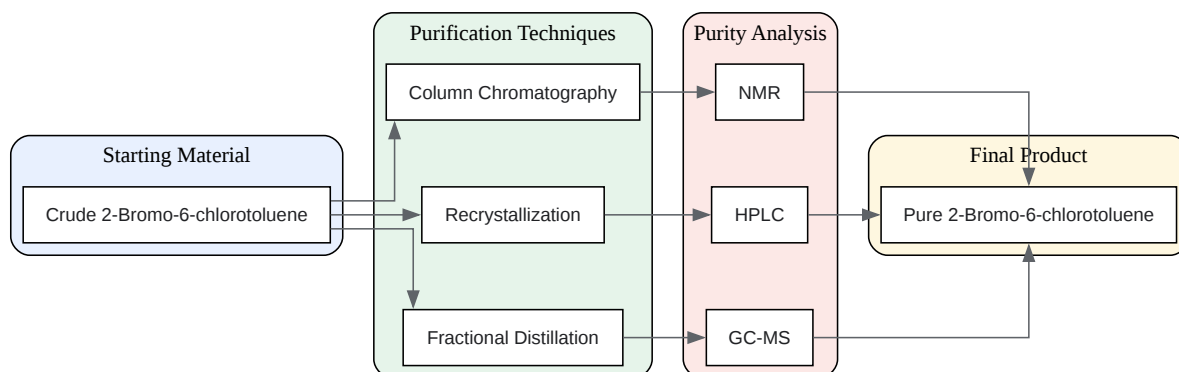 Purification Techniques
Purity Analysis
Column Chromatography
NMR
Starting Material
Final Product
Crude 2-Bromo-6-chlorotoluene
Recrystallization
HPLC
Pure 2-Bromo-6-chlorotoluene
Fractional Distillation
GC-MS